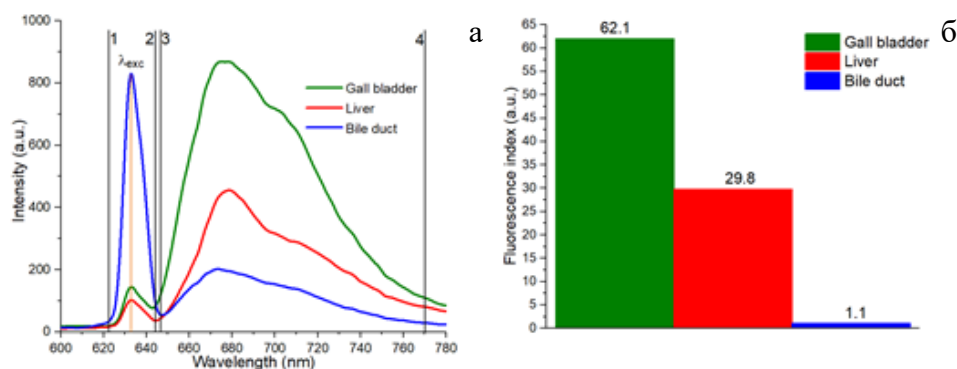 1000
800
600
400
200
0
600 620 640 660 680 700 720 740 760 780
Intensity (a.u.)
Wavelength (nm)
1 2 3 4
λexc
Gall bladder
Liver
Bile duct
а
65
60
55
50
45
40
35
30
25
20
15
10
5
0
Fluorescence index (a.u.)
62.1
29.8
1.1
Gall bladder
Liver
Bile duct
б